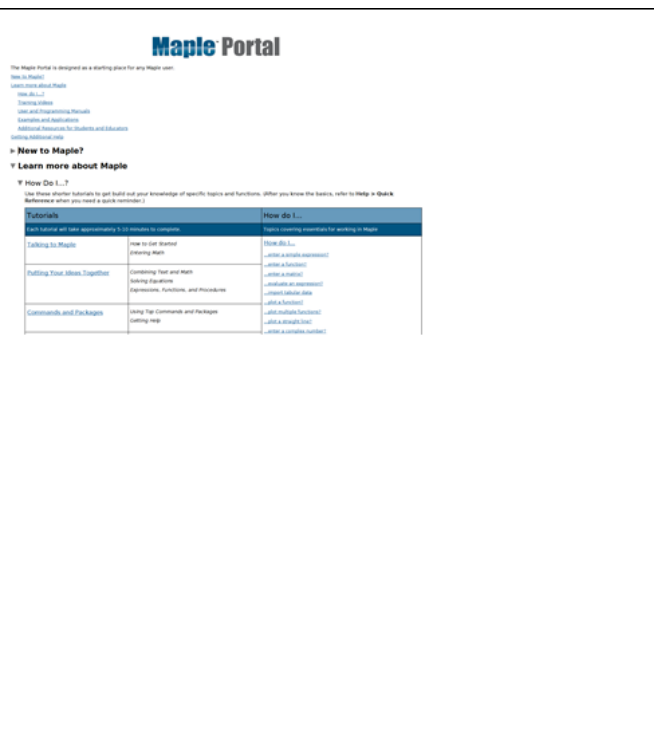 Maple Portal
The Maple Portal is designed as a starting place for any Maple user.
New to Maple?
Learn more about Maple
How do I...?
Training Videos
User and Programming Manuals
Examples and Applications
Additional Resources for Students and Educators
Getting Additional Help
New to Maple?
Learn more about Maple
How Do I...?
Use these shorter tutorials to get build out your knowledge of specific topics and functions. (After you know the basics, refer to Help > Quick
Reference when you need a quick reminder.)
Tutorials
How do I...
Each tutorial will take approximately 5-10 minutes to complete.
Topics covering essentials for working in Maple
Talking to Maple
How to Get Started
Entering Math
Putting Your Ideas Together
Combining Text and Math
Solving Equations
Expressions, Functions, and Procedures
Commands and Packages
Using Top Commands and Packages
Getting Help
How do I...
...enter a simple expression?
...enter a function?
...enter a matrix?
...evaluate an expression?
...import tabular data
...plot a function?
...plot multiple functions?
...plot a straight line?
...enter a complex number?